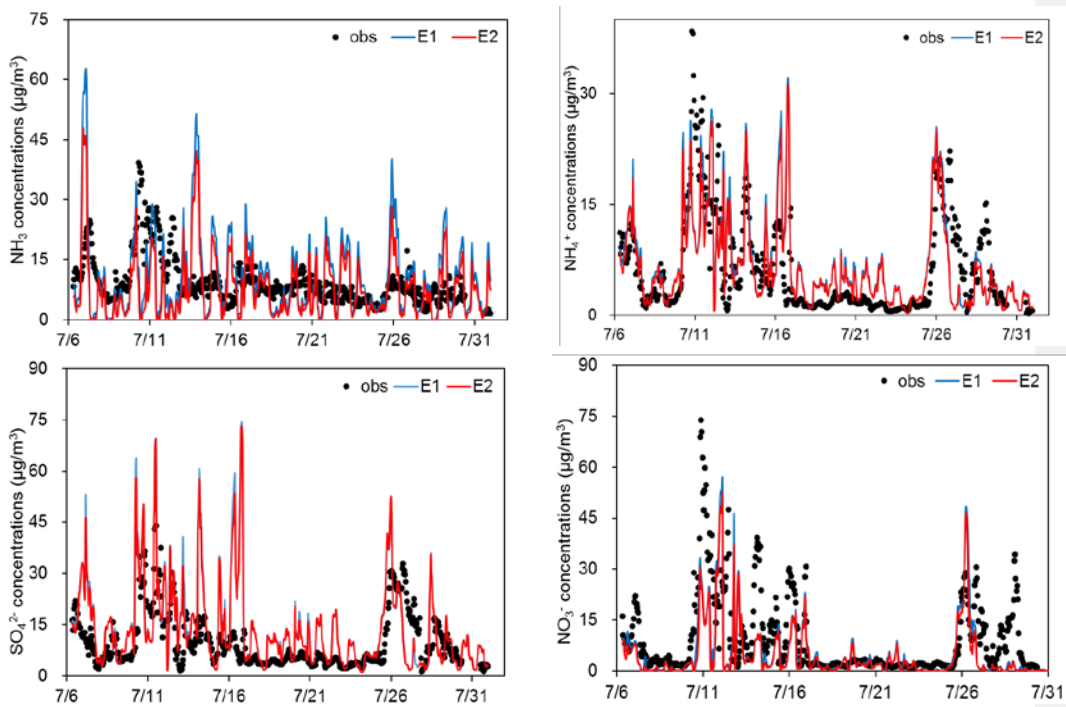 NH₃ concentrations (µg/m³)
75
60
45
30
15
0
obs E1 E2
7/6 7/11 7/16 7/21 7/26 7/31
NH₄⁺ concentrations (µg/m³)
30
15
0
obs E1 E2
7/6 7/11 7/16 7/21 7/26 7/31
SO₄²⁻ concentrations (µg/m³)
90
75
60
45
30
15
0
obs E1 E2
7/6 7/11 7/16 7/21 7/26 7/31
NO₃⁻ concentrations (µg/m³)
90
75
60
45
30
15
0
obs E1 E2
7/6 7/11 7/16 7/21 7/26 7/31